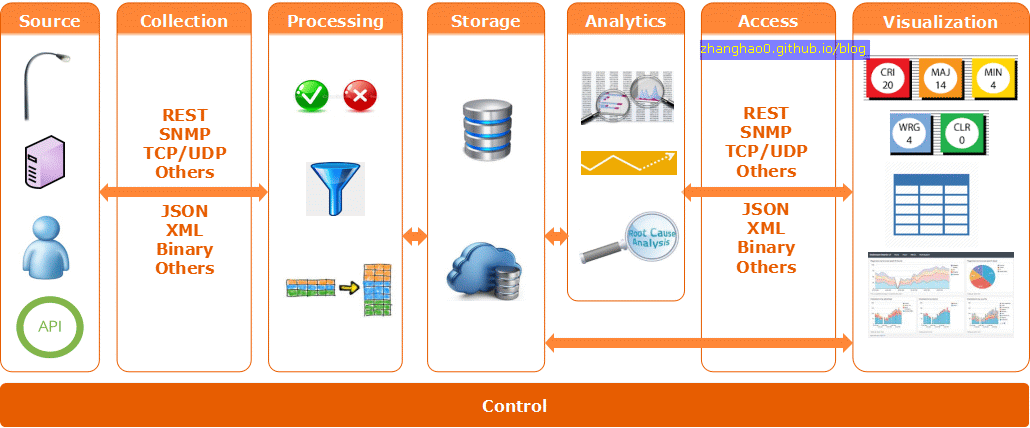 Source
Collection
Processing
Storage
Analytics
Access
Visualization
zhanghao0.github.io/blog
API
REST
SNMP
TCP/UDP
Others
JSON
XML
Binary
Others
Root Cause
Analysis
REST
SNMP
TCP/UDP
Others
JSON
XML
Binary
Others
CRI
20
MAJ
14
MIN
4
WRG
4
CLR
0
Control